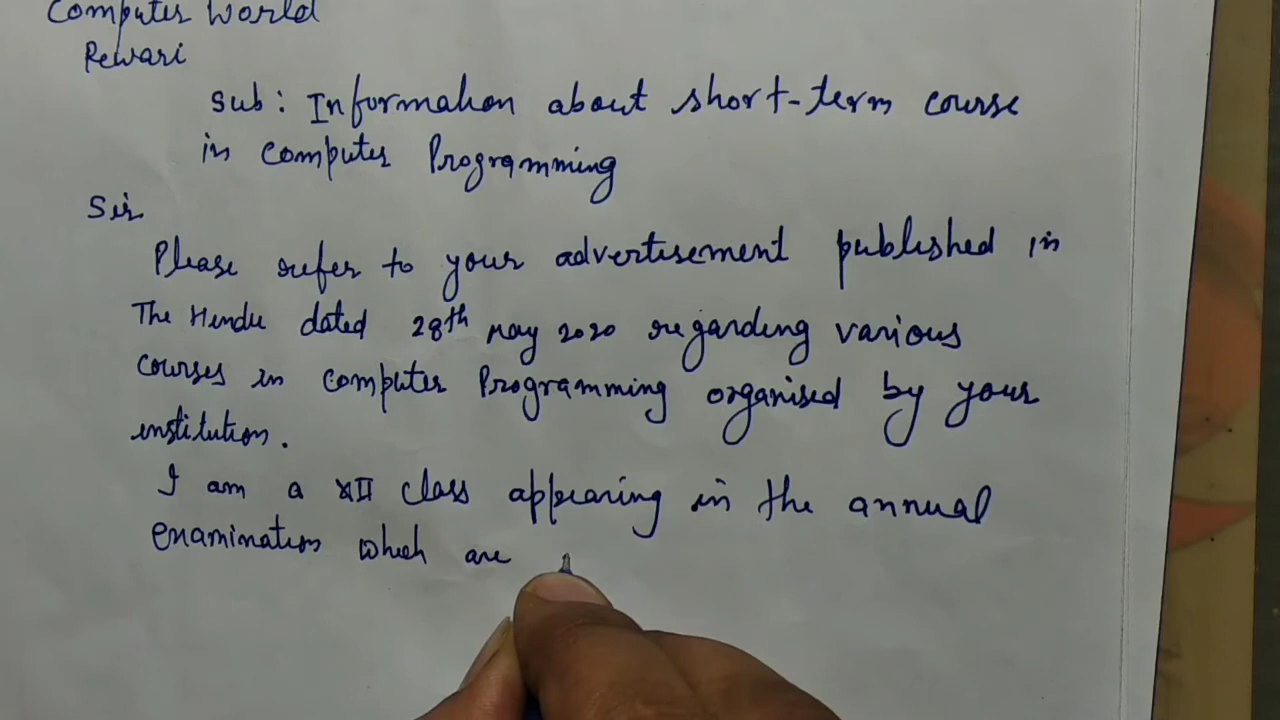 Computer World
Rewari
Sub: Information about short-term course
in Computer Programming
Sir
Please refer to your advertisement published in
The Hindu dated 28th May 2020 regarding various
courses in Computer Programming organised by your
institution.
I am a XII class appearing in the annual
examination which are